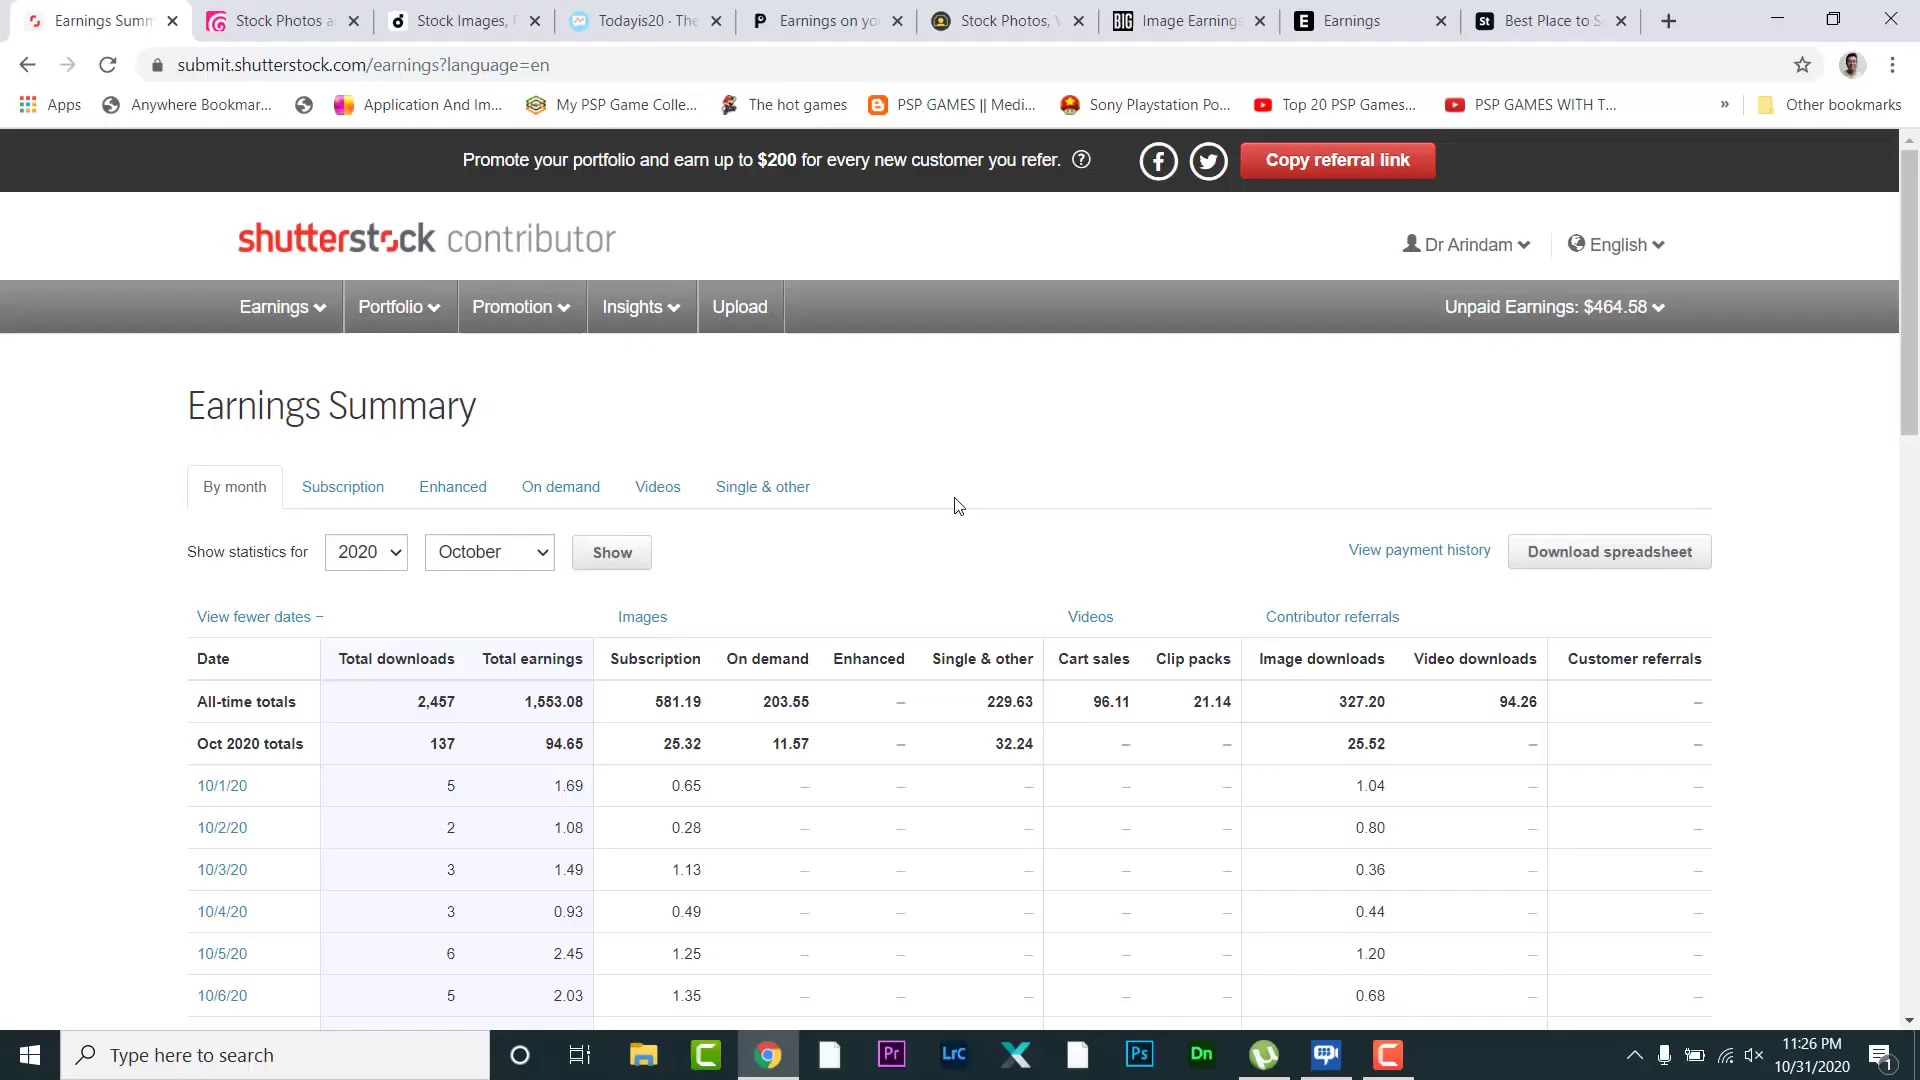 Earnings Summ
Stock Photos a
Stock Images, F
Todayis20 · The
Earnings on yo
Stock Photos, V
Image Earnings
Earnings
Best Place to S
submit.shutterstock.com/earnings?language=en
Apps
Anywhere Bookmar...
Application And Im...
My PSP Game Colle...
The hot games
PSP GAMES || Medi...
Sony Playstation Po...
Top 20 PSP Games...
PSP GAMES WITH T...
»
Other bookmarks
Promote your portfolio and earn up to $200 for every new customer you refer. ?
Copy referral link
shutterstock contributor
Dr Arindam
English
Earnings
Portfolio
Promotion
Insights
Upload
Unpaid Earnings: $464.58
Earnings Summary
By month
Subscription
Enhanced
On demand
Videos
Single & other
Show statistics for
2020
October
Show
View payment history
Download spreadsheet
View fewer dates −
Images
Videos
Contributor referrals
Date Total downloads Total earnings Subscription On demand Enhanced Single & other Cart sales Clip packs Image downloads Video downloads Customer referrals
All-time totals 2,457 1,553.08 581.19 203.55 – 229.63 96.11 21.14 327.20 94.26 –
Oct 2020 totals 137 94.65 25.32 11.57 – 32.24 – – 25.52 – –
10/1/20 5 1.69 0.65 – – – – – 1.04 – –
10/2/20 2 1.08 0.28 – – – – – 0.80 – –
10/3/20 3 1.49 1.13 – – – – – 0.36 – –
10/4/20 3 0.93 0.49 – – – – – 0.44 – –
10/5/20 6 2.45 1.25 – – – – – 1.20 – –
10/6/20 5 2.03 1.35 – – – – – 0.68 – –
Type here to search
Pr
LrC
Ps
Dn
11:26 PM
10/31/2020
1